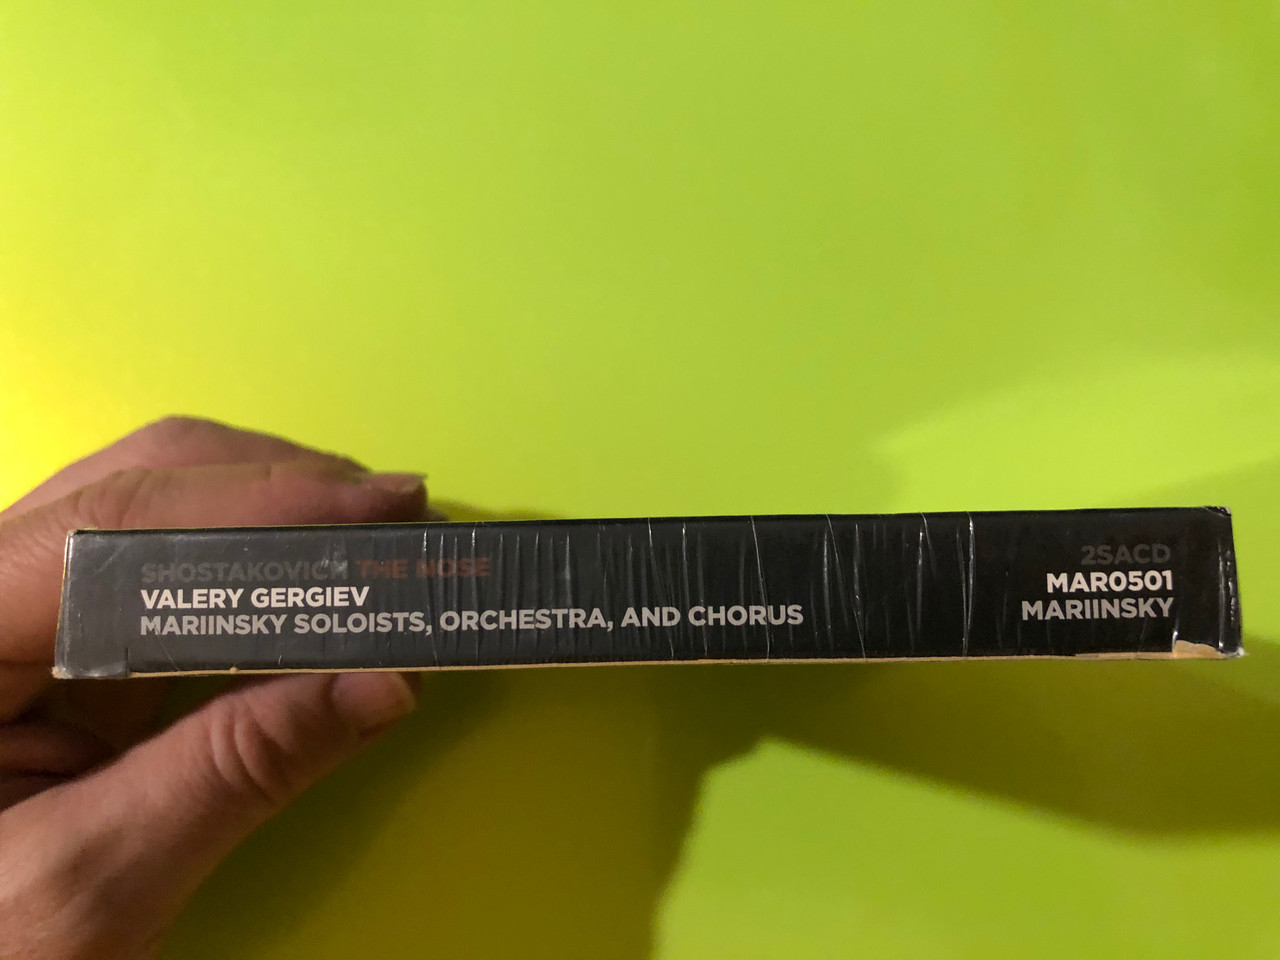 SHOSTAKOVICH THE NOSE
VALERY GERGIEV
MARIINSKY SOLOISTS, ORCHESTRA, AND CHORUS
2SACD
MAR0501
MARIINSKY